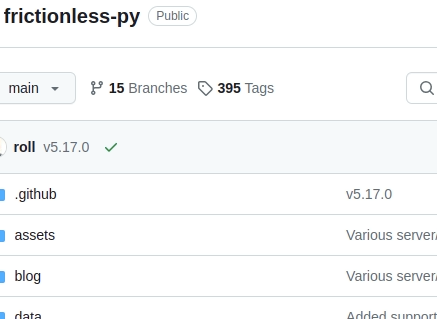 frictionless-py Public
main 15 Branches 395 Tags
roll v5.17.0
.github v5.17.0
assets Various server/
blog Various server/
data Added support